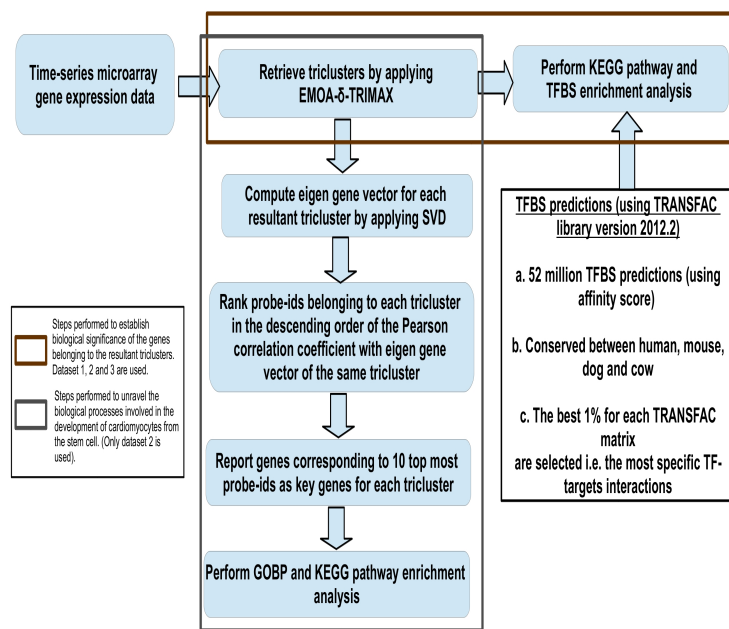 Time-series microarray
gene expression data
Retrieve triclusters by applying
EMOA-δ-TRIMAX
Perform KEGG pathway and
TFBS enrichment analysis
Compute eigen gene vector for each
resultant tricluster by applying SVD
Rank probe-ids belonging to each tricluster
in the descending order of the Pearson
correlation coefficient with eigen gene
vector of the same tricluster
Report genes corresponding to 10 top most
probe-ids as key genes for each tricluster
Perform GOBP and KEGG pathway enrichment
analysis
TFBS predictions (using TRANSFAC
library version 2012.2)
a. 52 million TFBS predictions (using
affinity score)
b. Conserved between human, mouse,
dog and cow
c. The best 1% for each TRANSFAC
matrix
are selected i.e. the most specific TF-
targets interactions
Steps performed to establish
biological significance of the genes
belonging to the resultant triclusters.
Dataset 1, 2 and 3 are used.
Steps performed to unravel the
biological processes involved in the
development of cardiomyocytes from
the stem cell. (Only dataset 2 is
used).